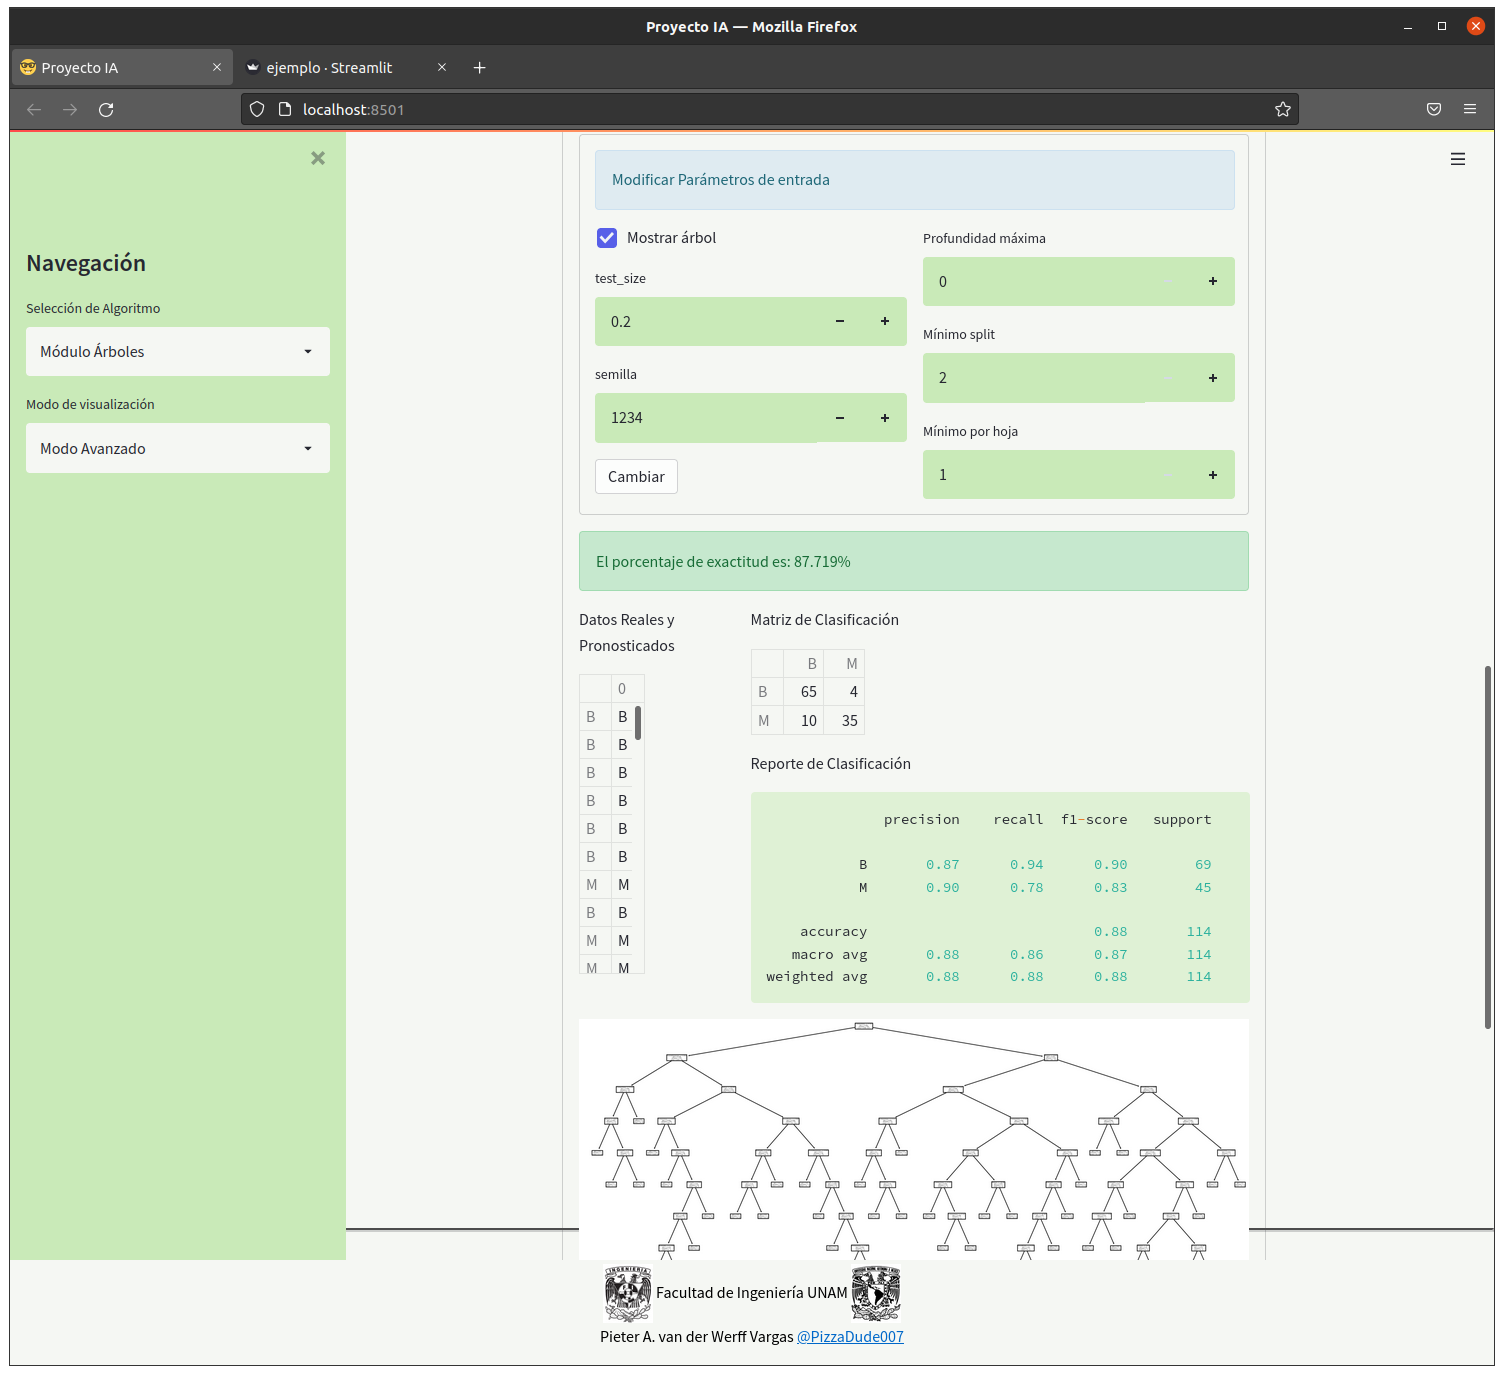 Proyecto IA — Mozilla Firefox
Proyecto IA
ejemplo · Streamlit
localhost:8501
Navegación
Selección de Algoritmo
Módulo Árboles
Modo de visualización
Modo Avanzado
Modificar Parámetros de entrada
Mostrar árbol
test_size
0.2
semilla
1234
Cambiar
Profundidad máxima
0
Mínimo split
2
Mínimo por hoja
1
El porcentaje de exactitud es: 87.719%
Datos Reales y
Pronosticados
0
B B
B B
B B
B B
B B
B B
M M
B B
M M
M M
Matriz de Clasificación
B M
B 65 4
M 10 35
Reporte de Clasificación
precision recall f1-score support
B 0.87 0.94 0.90 69
M 0.90 0.78 0.83 45
accuracy 0.88 114
macro avg 0.88 0.86 0.87 114
weighted avg 0.88 0.88 0.88 114
INGENIERIA
Facultad de Ingeniería UNAM
Pieter A. van der Werff Vargas @PizzaDude007